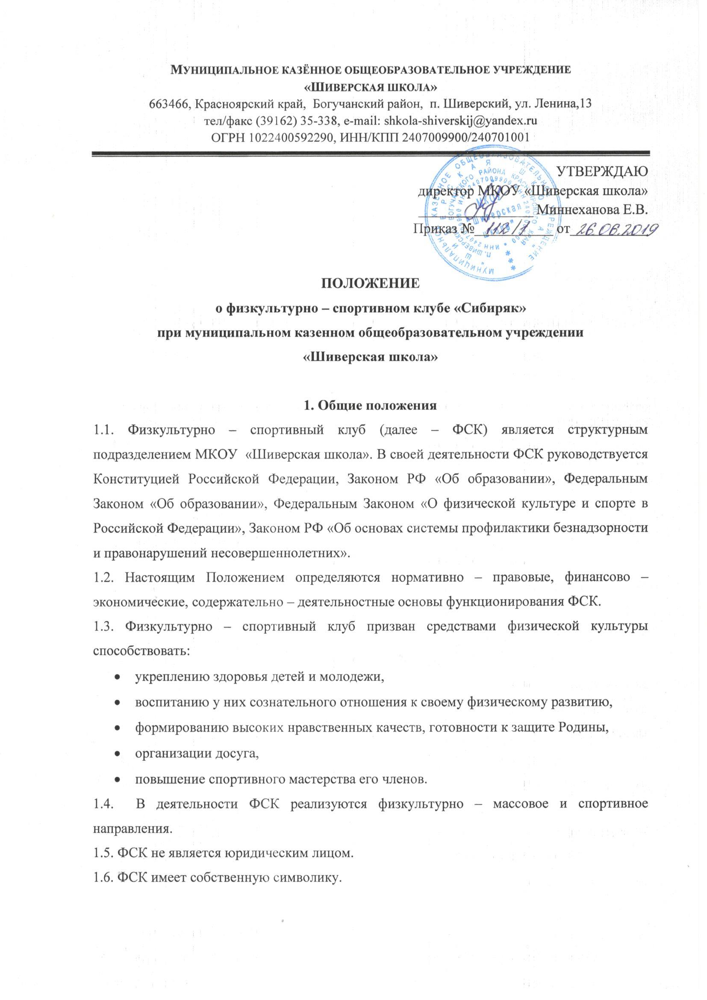 МУНИЦИПАЛЬНОЕ КАЗЁННОЕ ОБЩЕОБРАЗОВАТЕЛЬНОЕ УЧРЕЖДЕНИЕ
«ШИВЕРСКАЯ ШКОЛА»
663466, Красноярский край, Богучанский район, п. Шиверский, ул. Ленина,13
тел/факс (39162) 35-338, e-mail: shkola-shiverskij@yandex.ru
ОГРН 1022400592290, ИНН/КПП 2407009900/240701001
УТВЕРЖДАЮ
директор МКОУ «Шиверская школа»
Миннеханова Е.В.
Приказ № 112/1 от 26.06.2019
МКОУ
"Шиверская
школа"
ПОЛОЖЕНИЕ
о физкультурно – спортивном клубе «Сибиряк»
при муниципальном казенном общеобразовательном учреждении
«Шиверская школа»
1. Общие положения
1.1. Физкультурно – спортивный клуб (далее – ФСК) является структурным
подразделением МКОУ «Шиверская школа». В своей деятельности ФСК руководствуется
Конституцией Российской Федерации, Законом РФ «Об образовании», Федеральным
Законом «Об образовании», Федеральным Законом «О физической культуре и спорте в
Российской Федерации», Законом РФ «Об основах системы профилактики безнадзорности
и правонарушений несовершеннолетних».
1.2. Настоящим Положением определяются нормативно – правовые, финансово –
экономические, содержательно – деятельностные основы функционирования ФСК.
1.3. Физкультурно – спортивный клуб призван средствами физической культуры
способствовать:
• укреплению здоровья детей и молодежи,
• воспитанию у них сознательного отношения к своему физическому развитию,
• формированию высоких нравственных качеств, готовности к защите Родины,
• организации досуга,
• повышение спортивного мастерства его членов.
1.4. В деятельности ФСК реализуются физкультурно – массовое и спортивное
направления.
1.5. ФСК не является юридическим лицом.
1.6. ФСК имеет собственную символику.